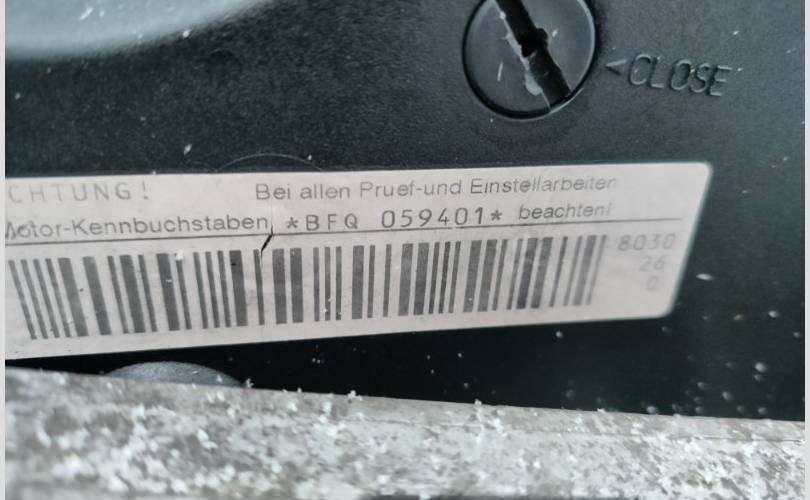 <CLOSE
CHTUNG! Bei allen Pruef-und Einstellarbeiten
Motor-Kennbuchstaben *BFQ 059401* beachten!
8030
26
0